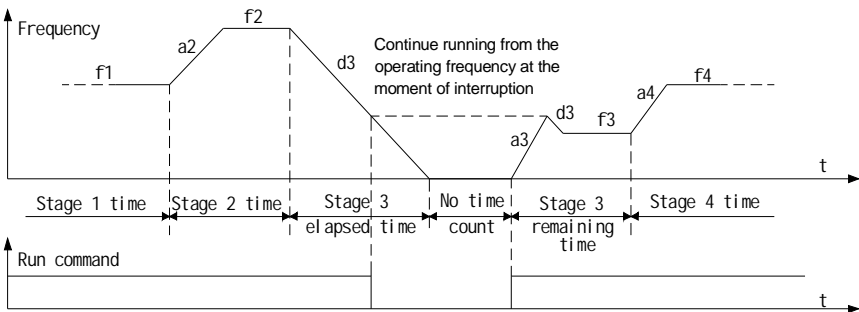 Frequency
f1
a2
f2
d3
Continue running from the
operating frequency at the
moment of interruption
a3
d3
f3
a4
f4
t
Stage 1 time
Stage 2 time
Stage 3
elapsed time
No time
count
Stage 3
remaining
time
Stage 4 time
Run command
t